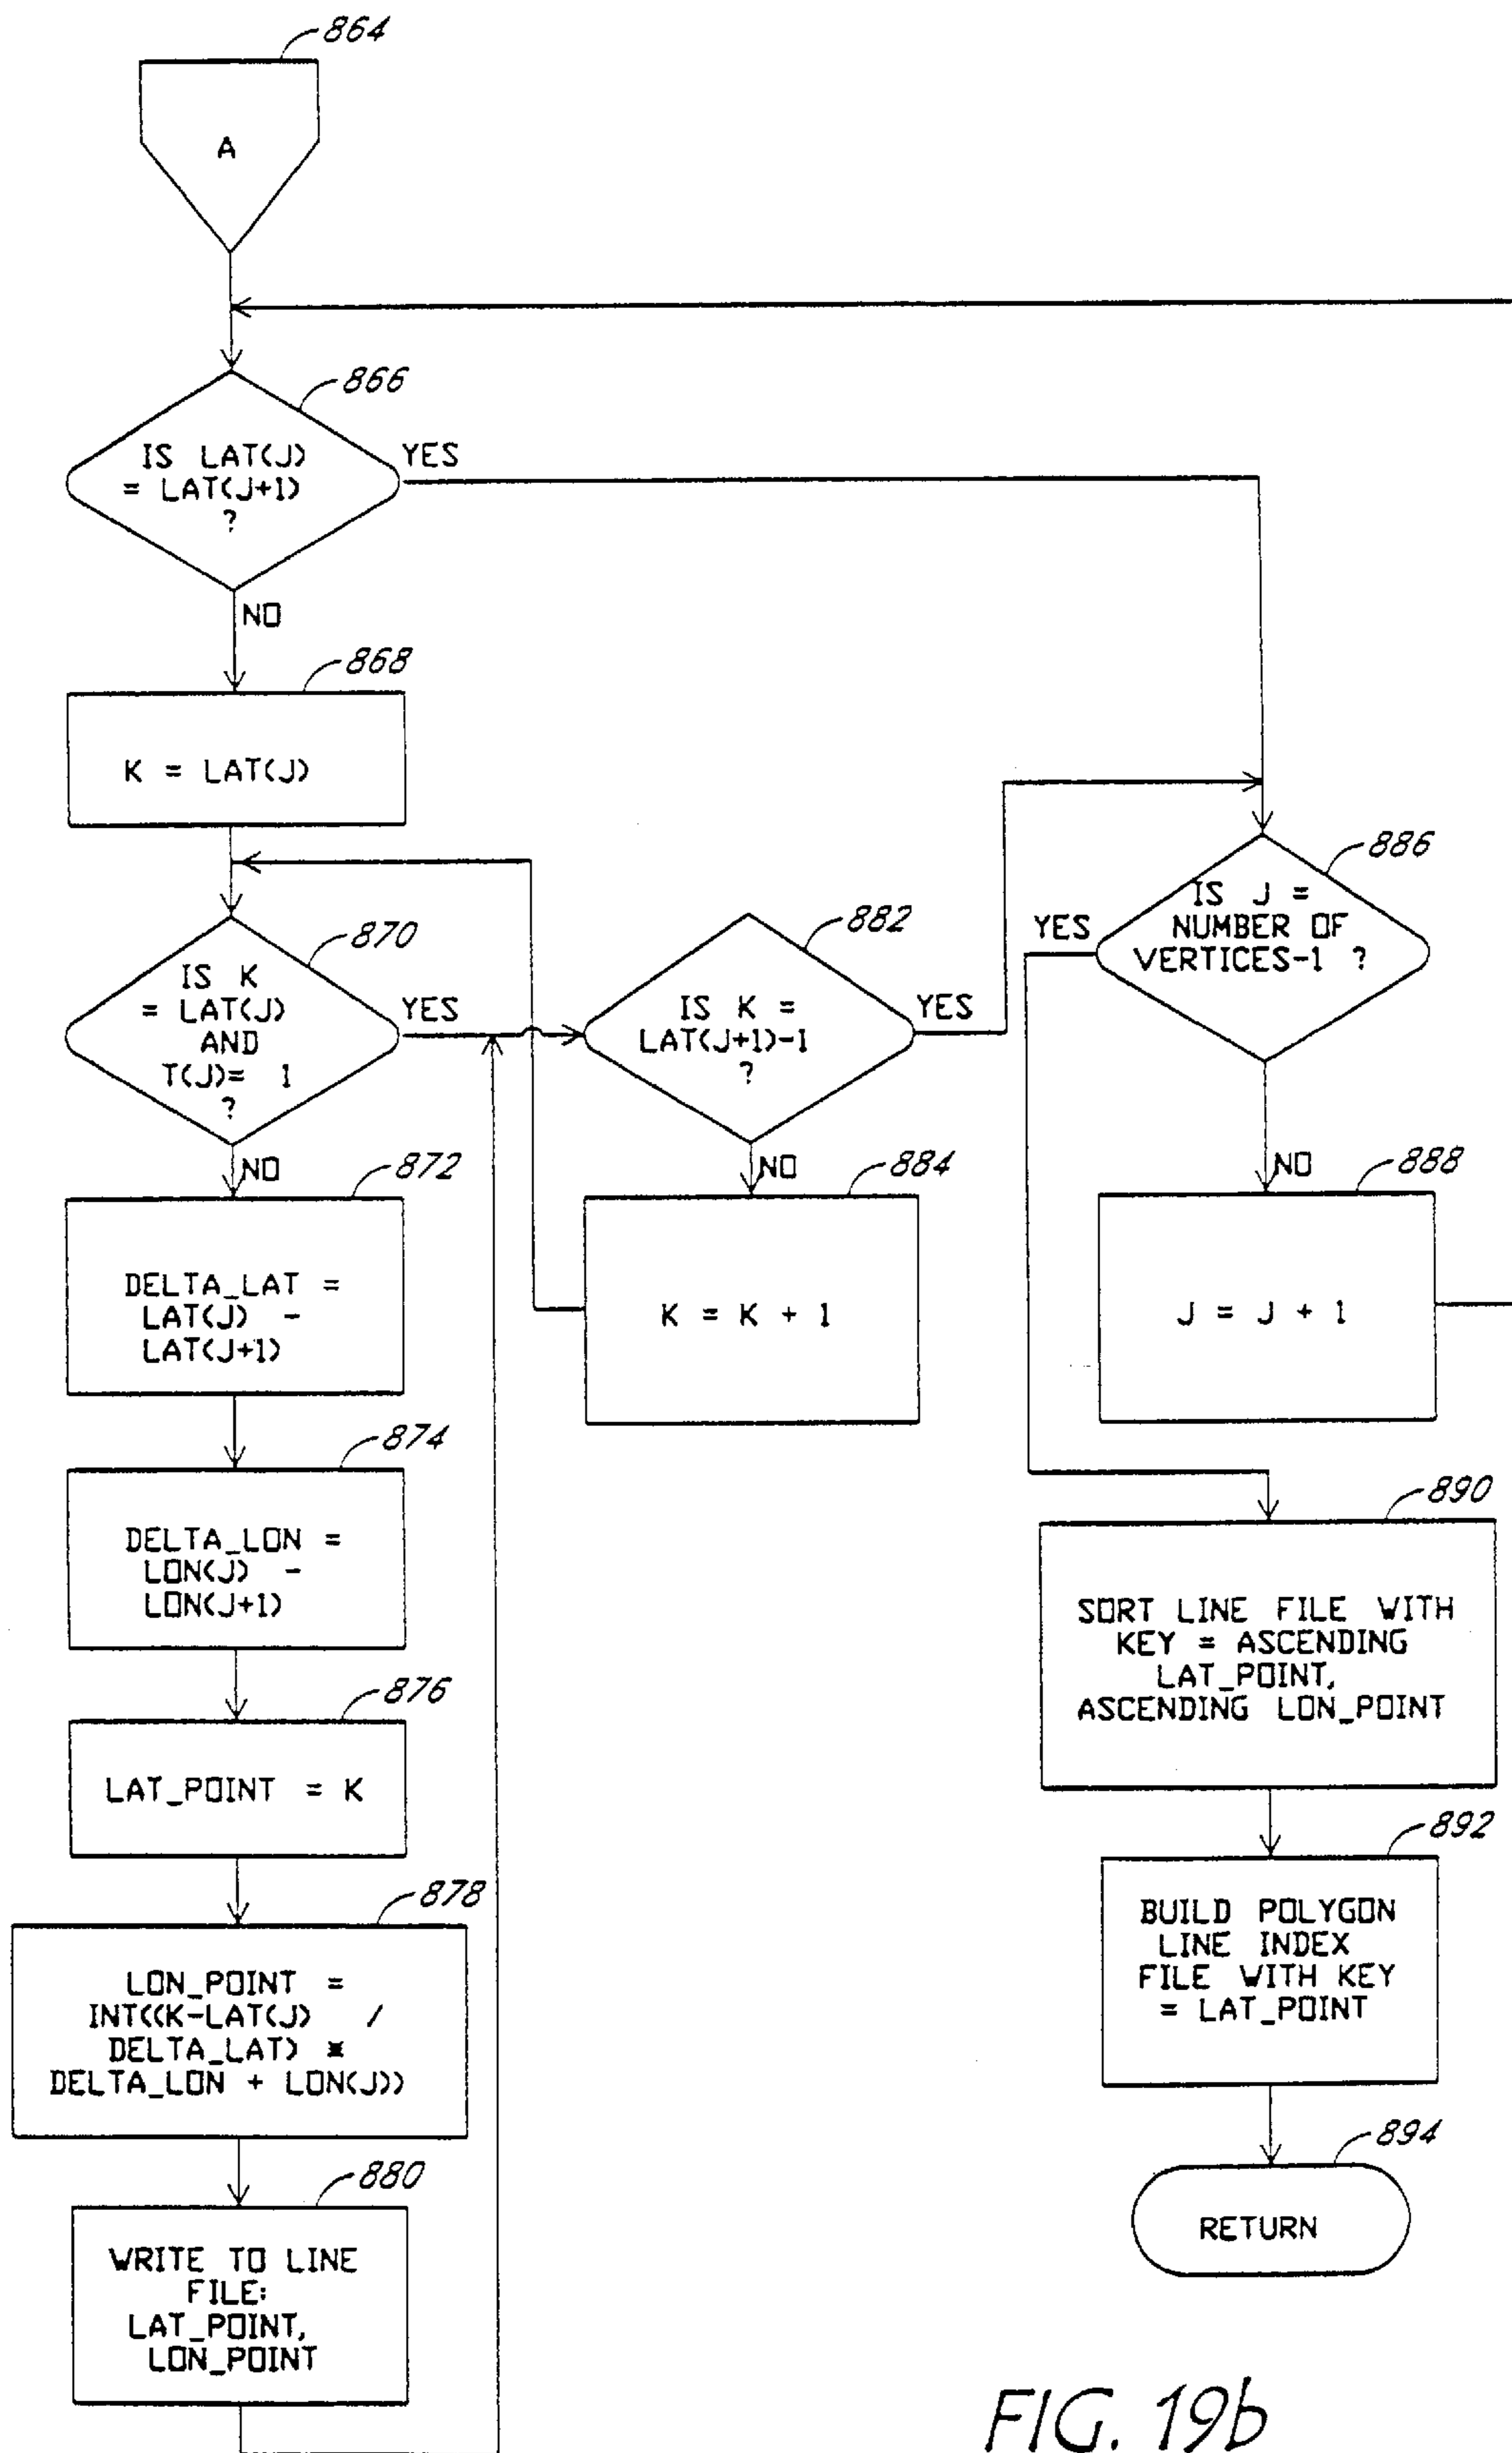 864
A
866
IS LAT(J)
= LAT(J+1)
?
YES
NO
868
K = LAT(J)
870
IS K
= LAT(J)
AND
T(J)= 1
?
YES
NO
872
DELTA_LAT =
LAT(J) -
LAT(J+1)
874
DELTA_LON =
LON(J) -
LON(J+1)
876
LAT_POINT = K
878
LON_POINT =
INT((K-LAT(J) /
DELTA_LAT) *
DELTA_LON + LON(J))
880
WRITE TO LINE
FILE:
LAT_POINT,
LON_POINT
882
IS K =
LAT(J+1)-1
?
YES
NO
884
K = K + 1
886
IS J =
NUMBER OF
VERTICES-1 ?
YES
NO
888
J = J + 1
890
SORT LINE FILE WITH
KEY = ASCENDING
LAT_POINT,
ASCENDING LON_POINT
892
BUILD POLYGON
LINE INDEX
FILE WITH KEY
= LAT_POINT
894
RETURN
FIG. 19b